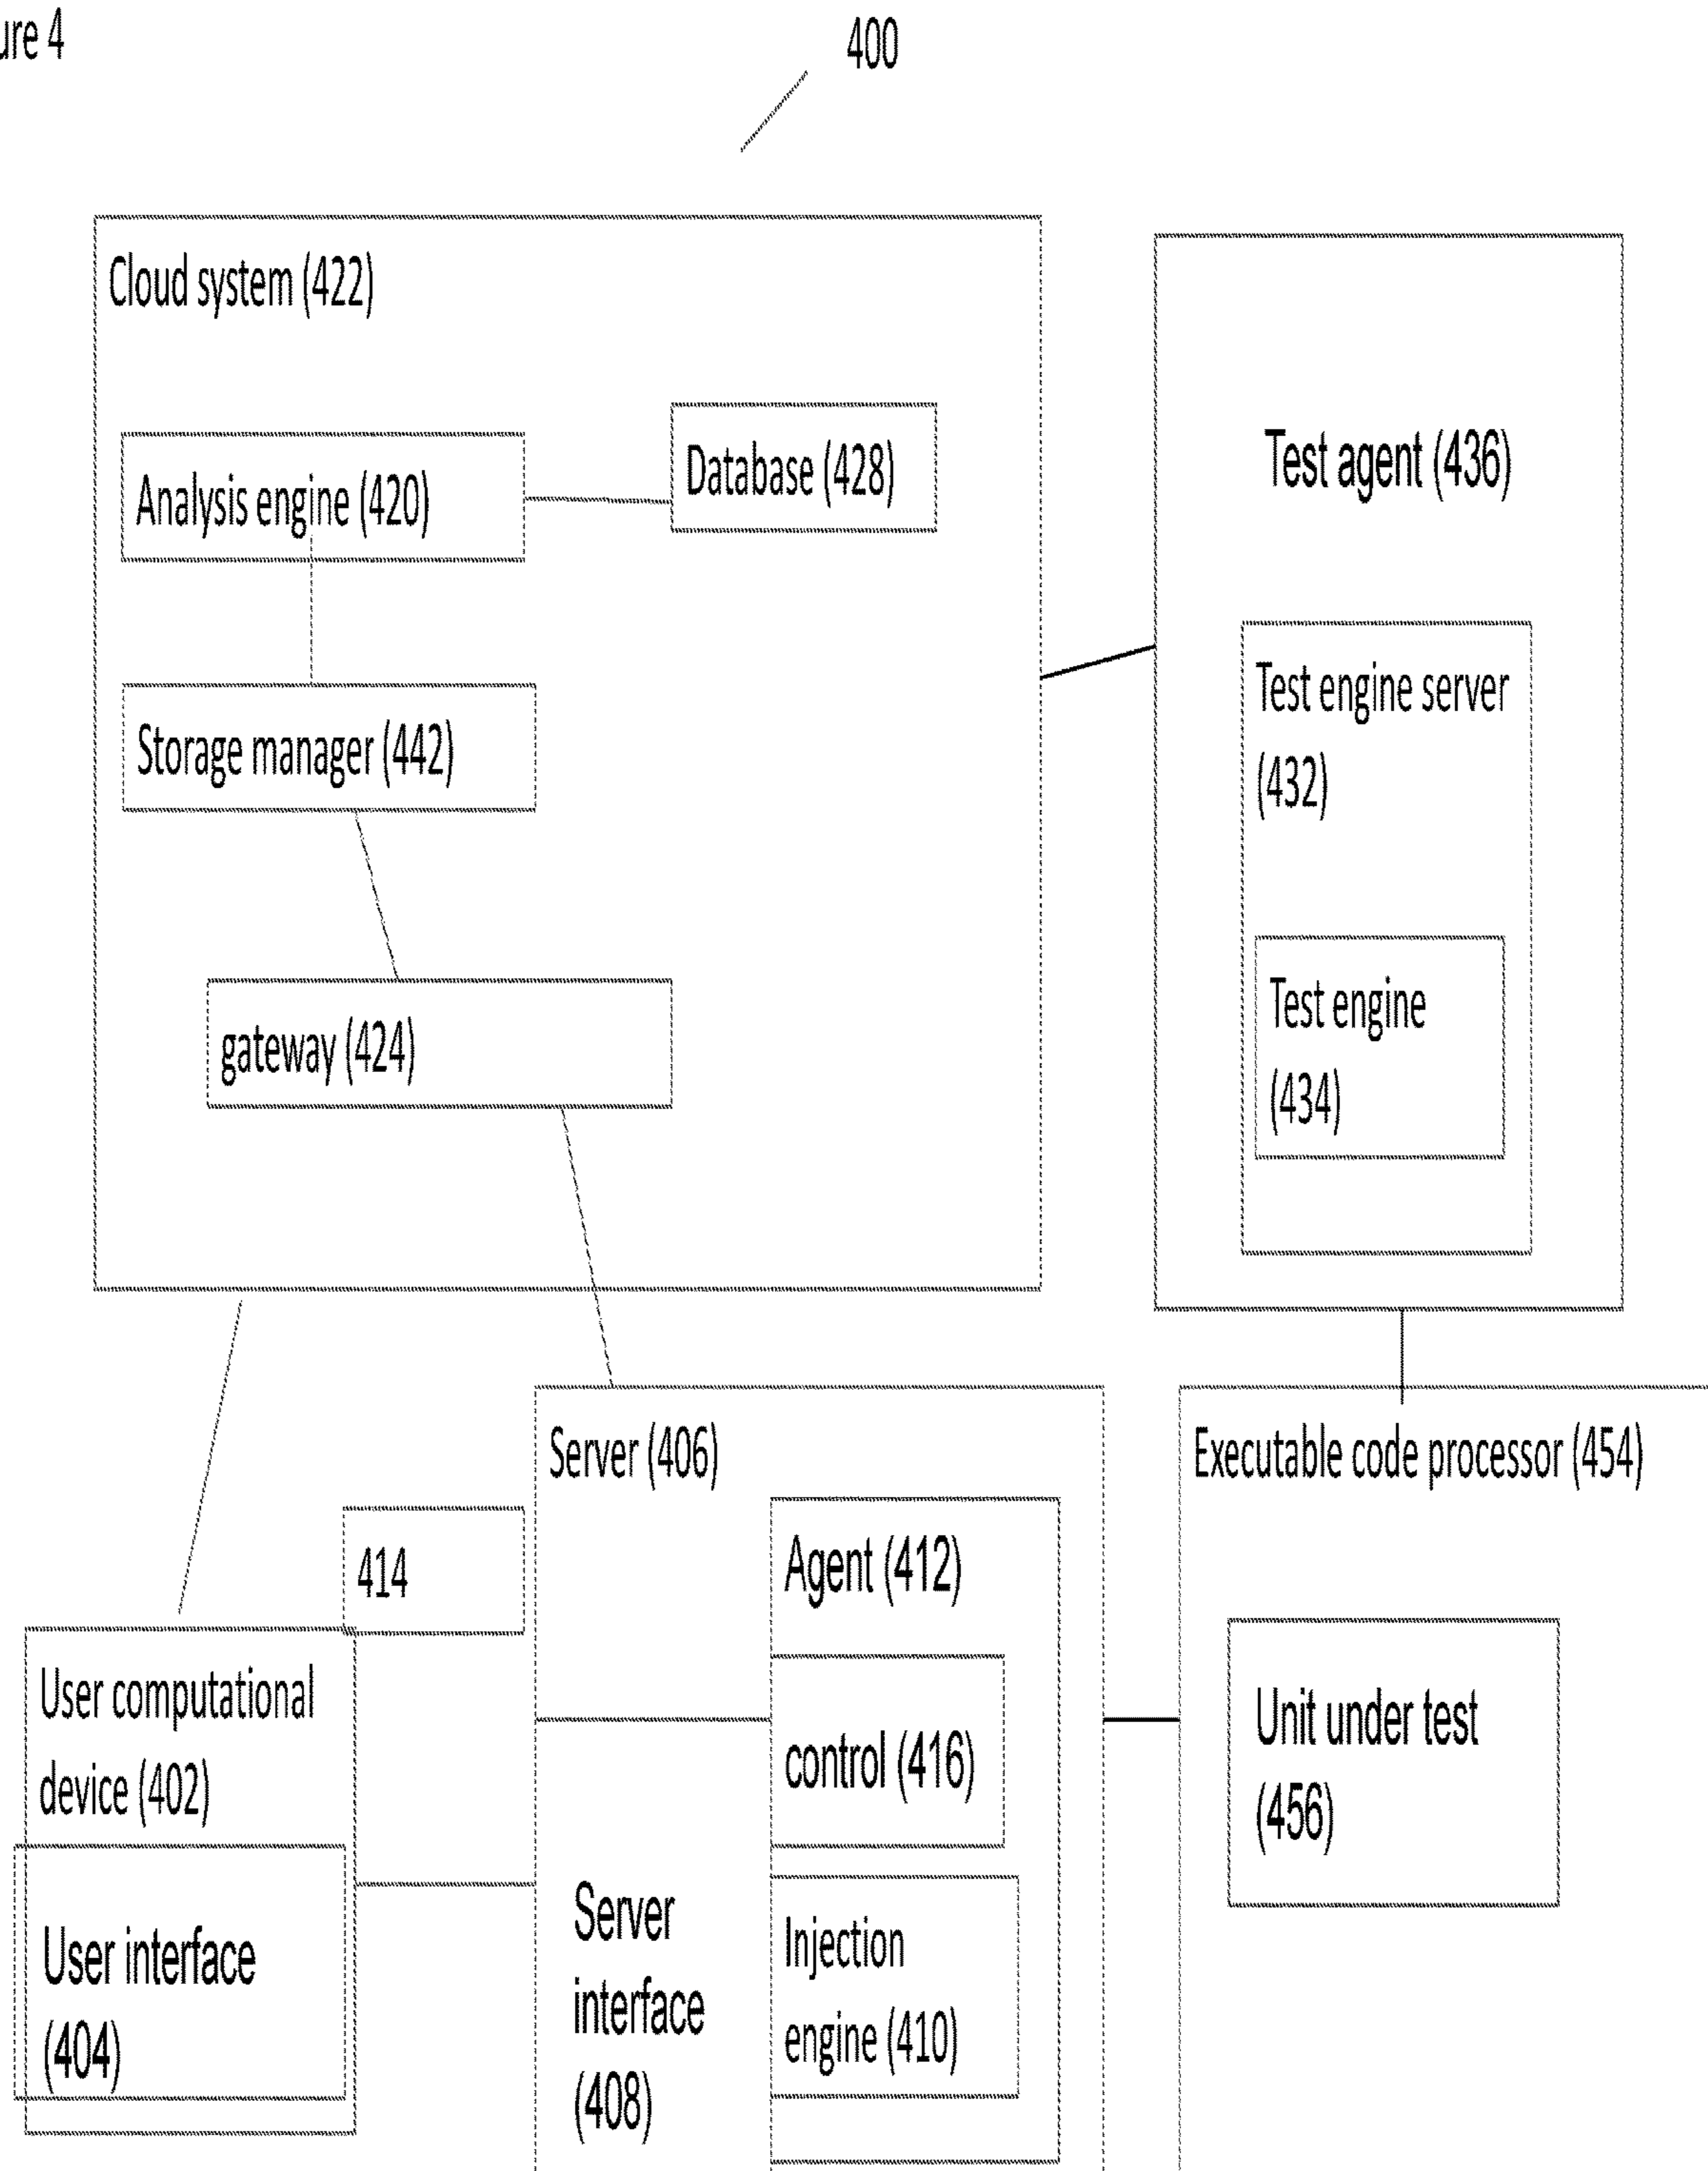 ure 4
400
Cloud system (422)
Analysis engine (420)
Database (428)
Storage manager (442)
gateway (424)
Test agent (436)
Test engine server
(432)
Test engine
(434)
Server (406)
Executable code processor (454)
414
Agent (412)
User computational
device (402)
control (416)
Unit under test
(456)
User interface
(404)
Server
interface
(408)
Injection
engine (410)